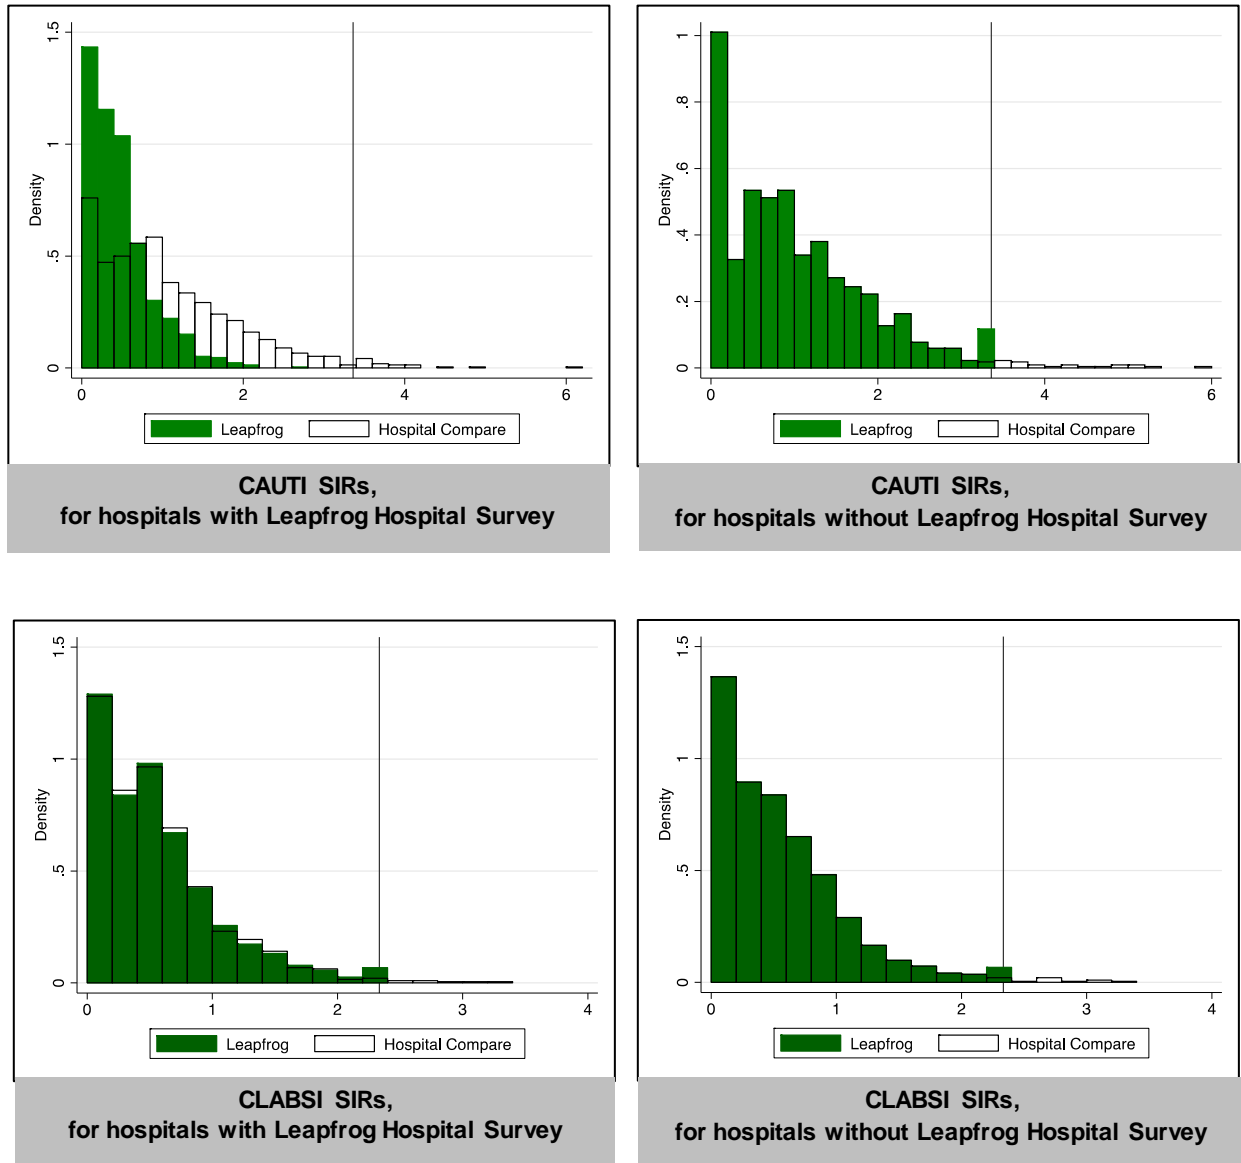 1.5
1
.5
0
Density
0 2 4 6
Leapfrog Hospital Compare
CAUTI SIRs,
for hospitals with Leapfrog Hospital Survey
1
.8
.6
.4
.2
0
Density
0 2 4 6
Leapfrog Hospital Compare
CAUTI SIRs,
for hospitals without Leapfrog Hospital Survey
1.5
1
.5
0
Density
0 1 2 3 4
Leapfrog Hospital Compare
CLABSI SIRs,
for hospitals with Leapfrog Hospital Survey
1.5
1
.5
0
Density
0 1 2 3 4
Leapfrog Hospital Compare
CLABSI SIRs,
for hospitals without Leapfrog Hospital Survey